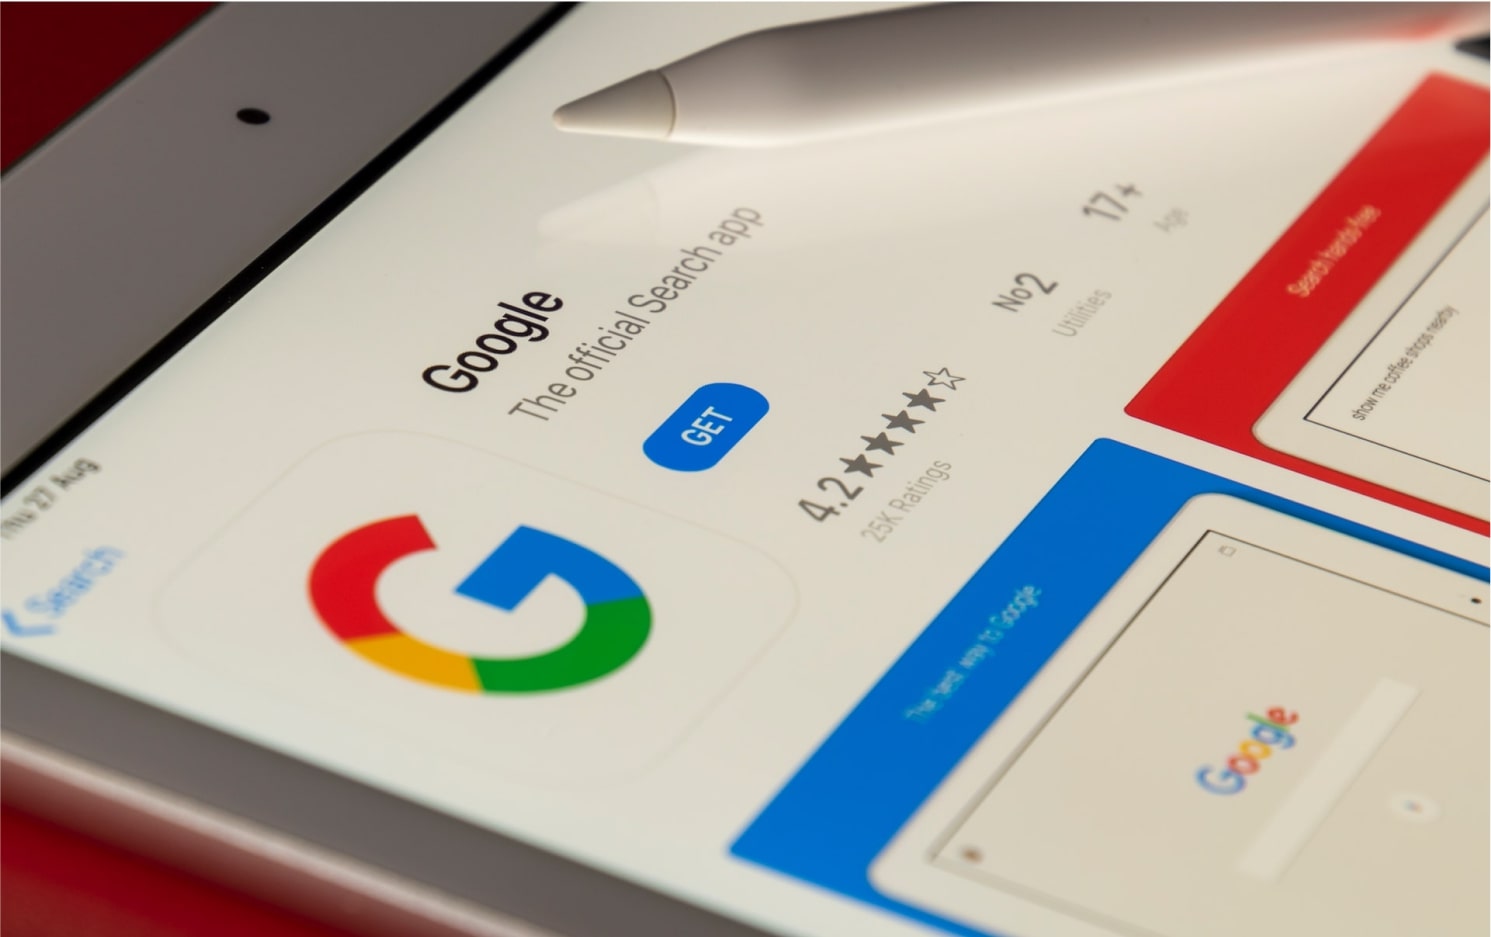 Thu 27 Aug
Search
Google
The official Search app
GET
4.2★★★★☆
25K Ratings
No2
Utilities
17+
Age
The best way to Google
Google
Search hands-free
show me coffee shops nearby